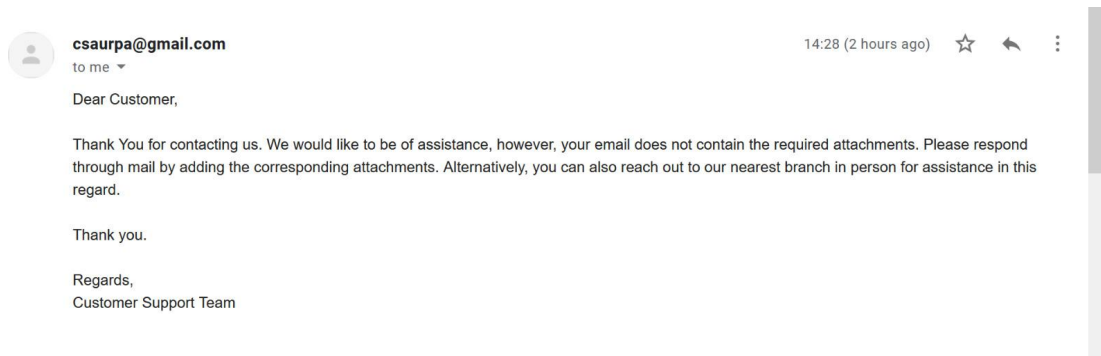 csaurpa@gmail.com 14:28 (2 hours ago)
to me
Dear Customer,
Thank You for contacting us. We would like to be of assistance, however, your email does not contain the required attachments. Please respond
through mail by adding the corresponding attachments. Alternatively, you can also reach out to our nearest branch in person for assistance in this
regard.
Thank you.
Regards,
Customer Support Team